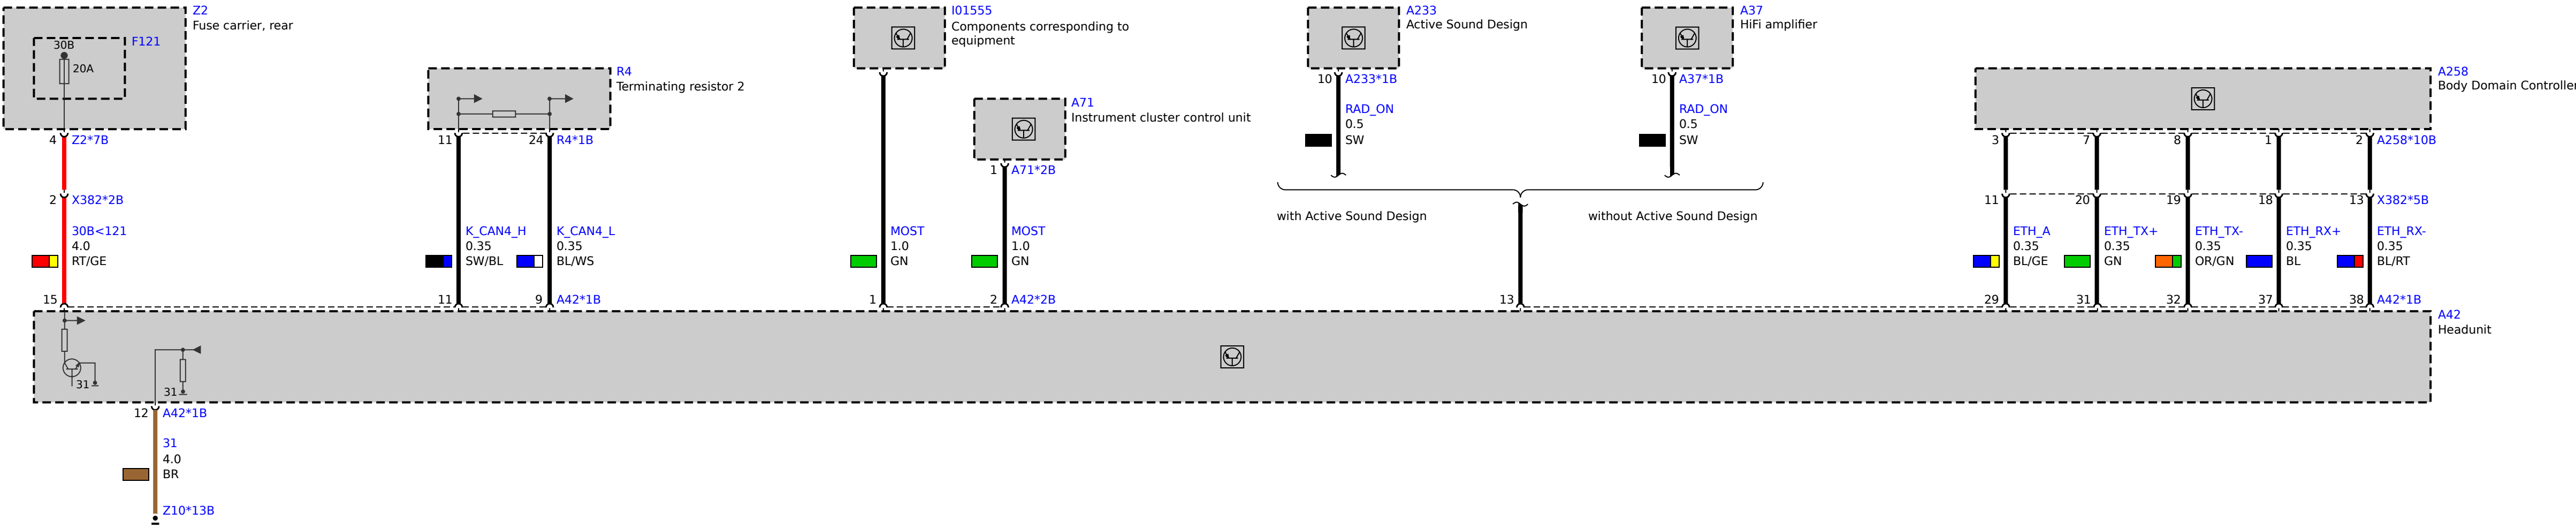 Z2
Fuse carrier, rear
30B
F121
20A
4
Z2*7B
2
X382*2B
30B<121
4.0
RT/GE
15
R4
Terminating resistor 2
11
24
R4*1B
K_CAN4_H
0.35
SW/BL
K_CAN4_L
0.35
BL/WS
11
9
A42*1B
I01555
Components corresponding to
equipment
MOST
1.0
GN
1
A71
Instrument cluster control unit
1
A71*2B
MOST
1.0
GN
2
A42*2B
A233
Active Sound Design
10
A233*1B
RAD_ON
0.5
SW
A37
HiFi amplifier
10
A37*1B
RAD_ON
0.5
SW
with Active Sound Design
without Active Sound Design
13
A258
Body Domain Controller
3
7
8
1
2
A258*10B
11
20
19
18
13
X382*5B
ETH_A
0.35
BL/GE
ETH_TX+
0.35
GN
ETH_TX-
0.35
OR/GN
ETH_RX+
0.35
BL
ETH_RX-
0.35
BL/RT
29
31
32
37
38
A42*1B
A42
Headunit
31
31
12
A42*1B
31
4.0
BR
Z10*13B